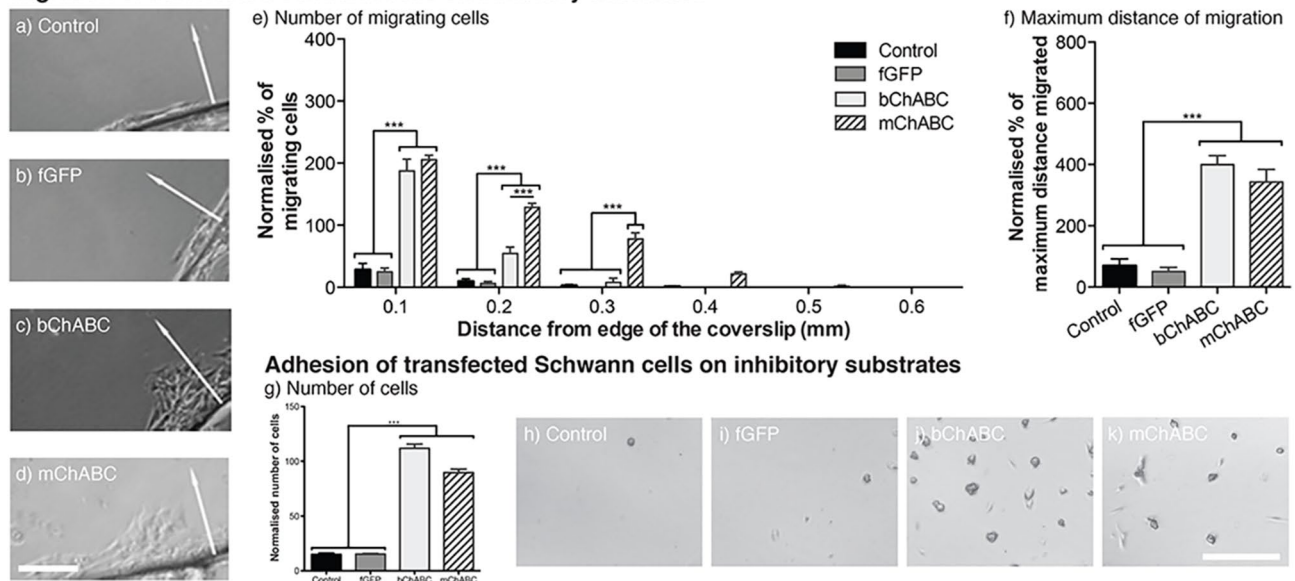 a) Control
b) fGFP
c) bChABC
d) mChABC
e) Number of migrating cells
Normalised % of
migrating cells
400
300
200
100
0
***
***
***
***
0.1 0.2 0.3 0.4 0.5 0.6
Distance from edge of the coverslip (mm)
Control
fGFP
bChABC
mChABC
f) Maximum distance of migration
Normalised % of
maximum distance migrated
800
600
400
200
0
***
Control fGFP bChABC mChABC
Adhesion of transfected Schwann cells on inhibitory substrates
g) Number of cells
Normalised number of cells
150
100
50
0
***
Control fGFP bChABC mChABC
h) Control
i) fGFP
j) bChABC
k) mChABC